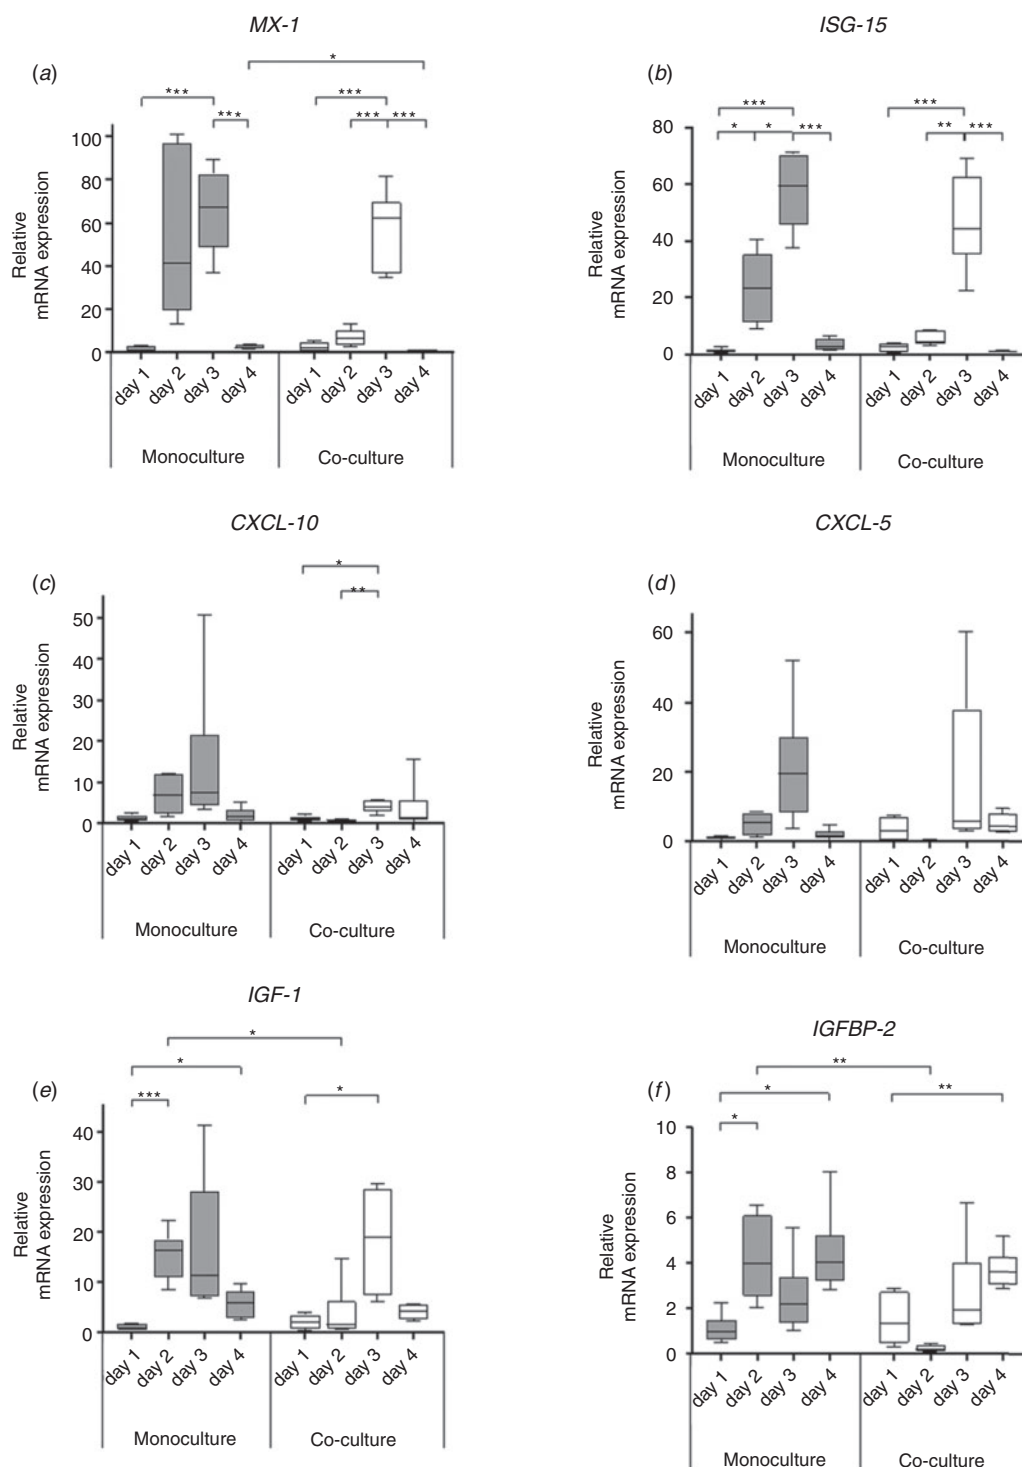 MX-1
(a)
*
*** ***
*** *** ***
Relative
mRNA expression
100
80
60
40
20
0
day 1 day 2 day 3 day 4 day 1 day 2 day 3 day 4
Monoculture Co-culture
ISG-15
(b)
*** ***
* * *** ** ***
Relative
mRNA expression
80
60
40
20
0
day 1 day 2 day 3 day 4 day 1 day 2 day 3 day 4
Monoculture Co-culture
CXCL-10
(c)
*
**
Relative
mRNA expression
50
40
30
20
10
0
day 1 day 2 day 3 day 4 day 1 day 2 day 3 day 4
Monoculture Co-culture
CXCL-5
(d)
Relative
mRNA expression
60
40
20
0
day 1 day 2 day 3 day 4 day 1 day 2 day 3 day 4
Monoculture Co-culture
IGF-1
(e)
*
*
*** *
Relative
mRNA expression
40
30
20
10
0
day 1 day 2 day 3 day 4 day 1 day 2 day 3 day 4
Monoculture Co-culture
IGFBP-2
(f)
**
* **
*
Relative
mRNA expression
10
8
6
4
2
0
day 1 day 2 day 3 day 4 day 1 day 2 day 3 day 4
Monoculture Co-culture